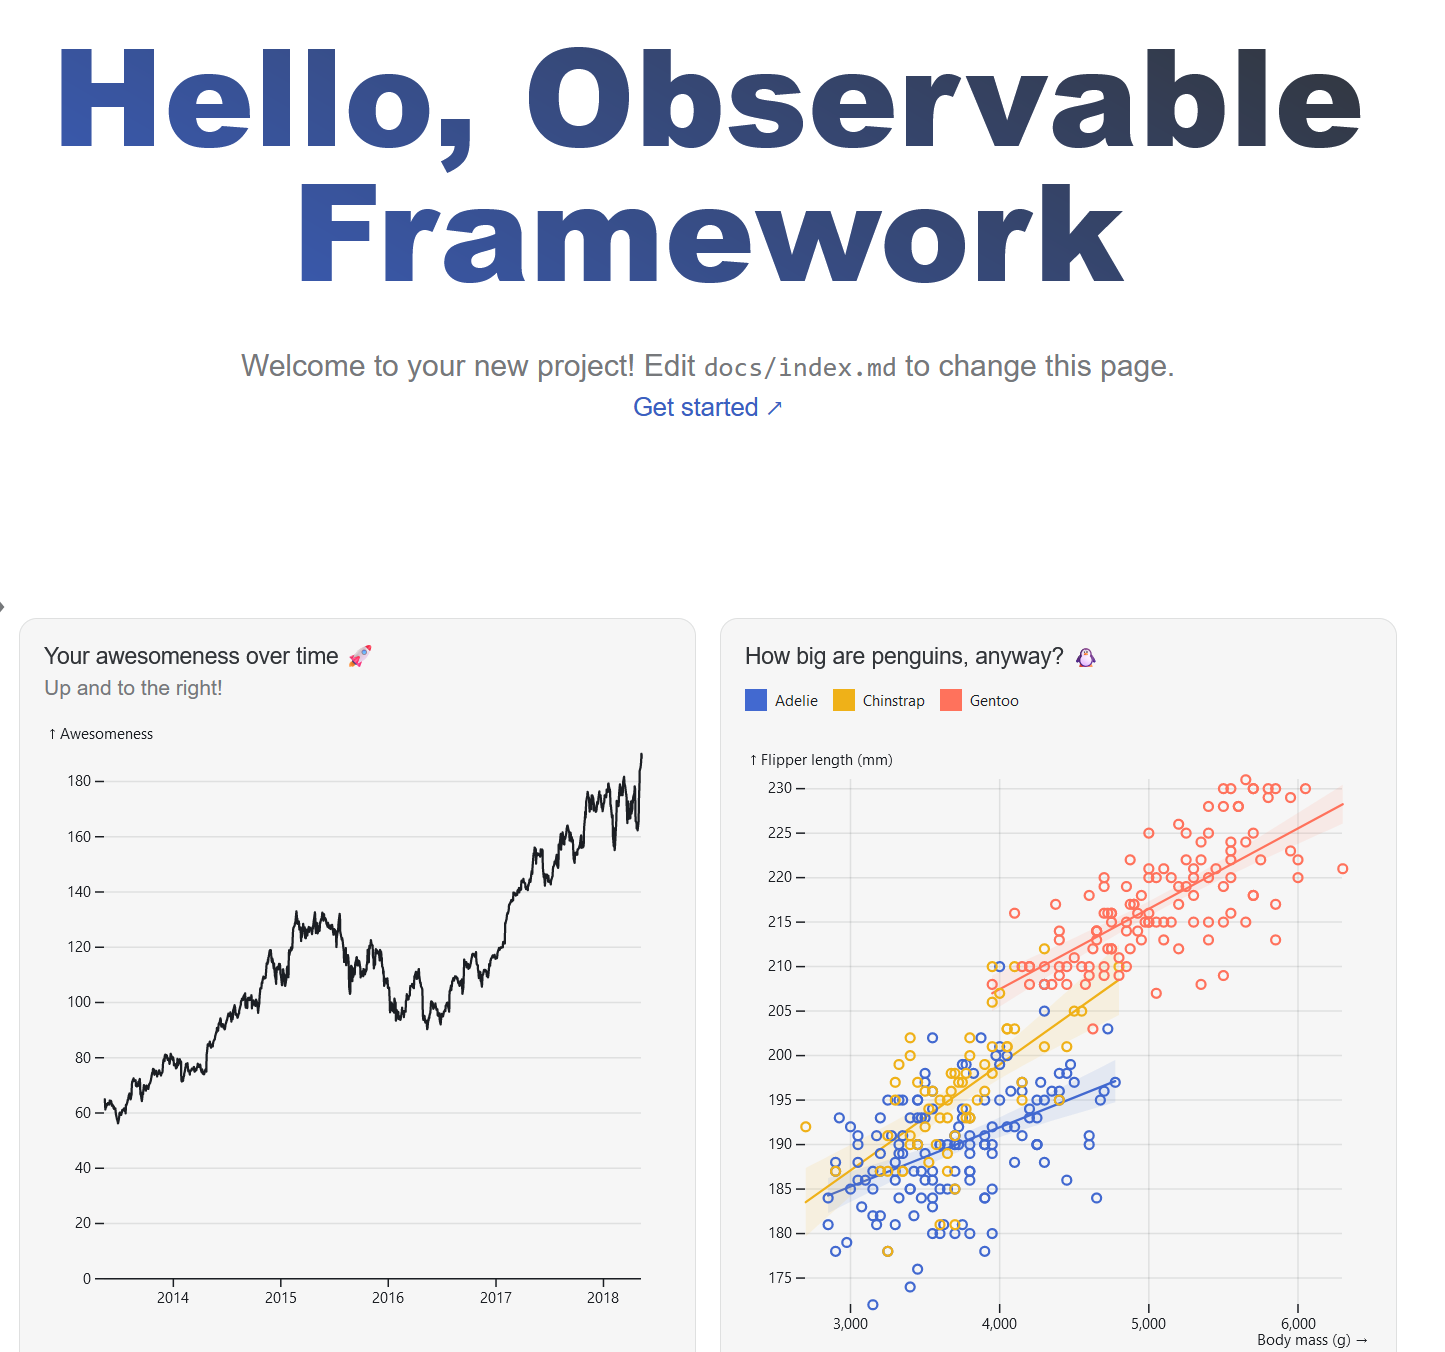 Hello, Observable
Framework
Welcome to your new project! Edit docs/index.md to change this page.
Get started ↗
Your awesomeness over time 🚀
Up and to the right!
↑ Awesomeness
180
160
140
120
100
80
60
40
20
0
2014 2015 2016 2017 2018
How big are penguins, anyway? 🐧
Adelie Chinstrap Gentoo
↑ Flipper length (mm)
230
225
220
215
210
205
200
195
190
185
180
175
3,000 4,000 5,000 6,000
Body mass (g) →